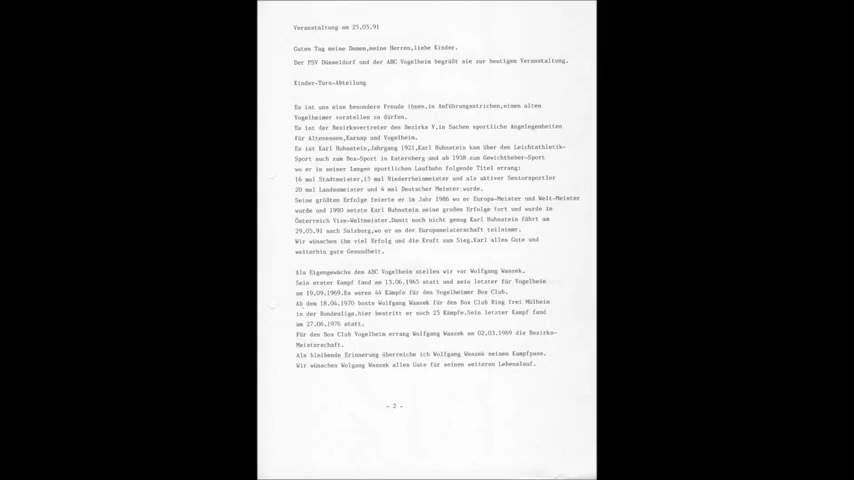 Veranstaltung am 25.05.91
Guten Tag meine Damen,meine Herren,liebe Kinder.
Der PSV Düsseldorf und der ABC Vogelheim begrüßt sie zur heutigen Veranstaltung.
Kinder-Turn-Abteilung
Es ist uns eine besondere Freude ihnen,in Anführungsstrichen,einen alten
Vogelheimer vorstellen zu dürfen.
Es ist der Bezirksvertreter des Bezirks V,in Sachen sportliche Angelegenheiten
für Altenessen,Karnap und Vogelheim.
Es ist Karl Huhnstein,Jahrgang 1921,Karl Huhnstein kam über den Leichtathletik-
Sport auch zum Box-Sport in Katernberg und ab 1938 zum Gewichtheber-Sport
wo er in seiner langen sportlichen Laufbahn folgende Titel errang:
16 mal Stadtmeister,15 mal Niederrheinmeister und als aktiver Seniorsportler
20 mal Landesmeister und 4 mal Deutscher Meister wurde.
Seine größten Erfolge feierte er im Jahr 1986 wo er Europa-Meister und Welt-Meister
wurde und 1990 setzte Karl Huhnstein seine großen Erfolge fort und wurde in
Österreich Vize-Weltmeister.Damit noch nicht genug Karl Huhnstein fährt am
29.05.91 nach Salzburg,wo er an der Europameisterschaft teilnimmt.
Wir wünschen ihm viel Erfolg und die Kraft zum Sieg.Karl alles Gute und
weiterhin gute Gesundheit.
Als Eigengewächs des ABC Vogelheim stellen wir vor Wolfgang Waszek.
Sein erster Kampf fand am 13.06.1965 statt und sein letzter für Vogelheim
am 19.09.1969.Es waren 44 Kämpfe für den Vogelheimer Box Club.
Ab dem 18.04.1970 boxte Wolfgang Waszek für den Box Club Ring frei Mülheim
in der Bundesliga.hier bestritt er noch 25 Kämpfe.Sein letzter Kampf fand
am 27.06.1976 statt.
Für den Box Club Vogelheim errang Wolfgang Waszek am 02.03.1969 die Bezirks-
Meisterschaft.
Als bleibende Erinnerung überreiche ich Wolfgang Waszek seinen Kampfpass.
Wir wünschen Wolgang Waszek alles Gute für seinen weiteren Lebenslauf.
- 2 -